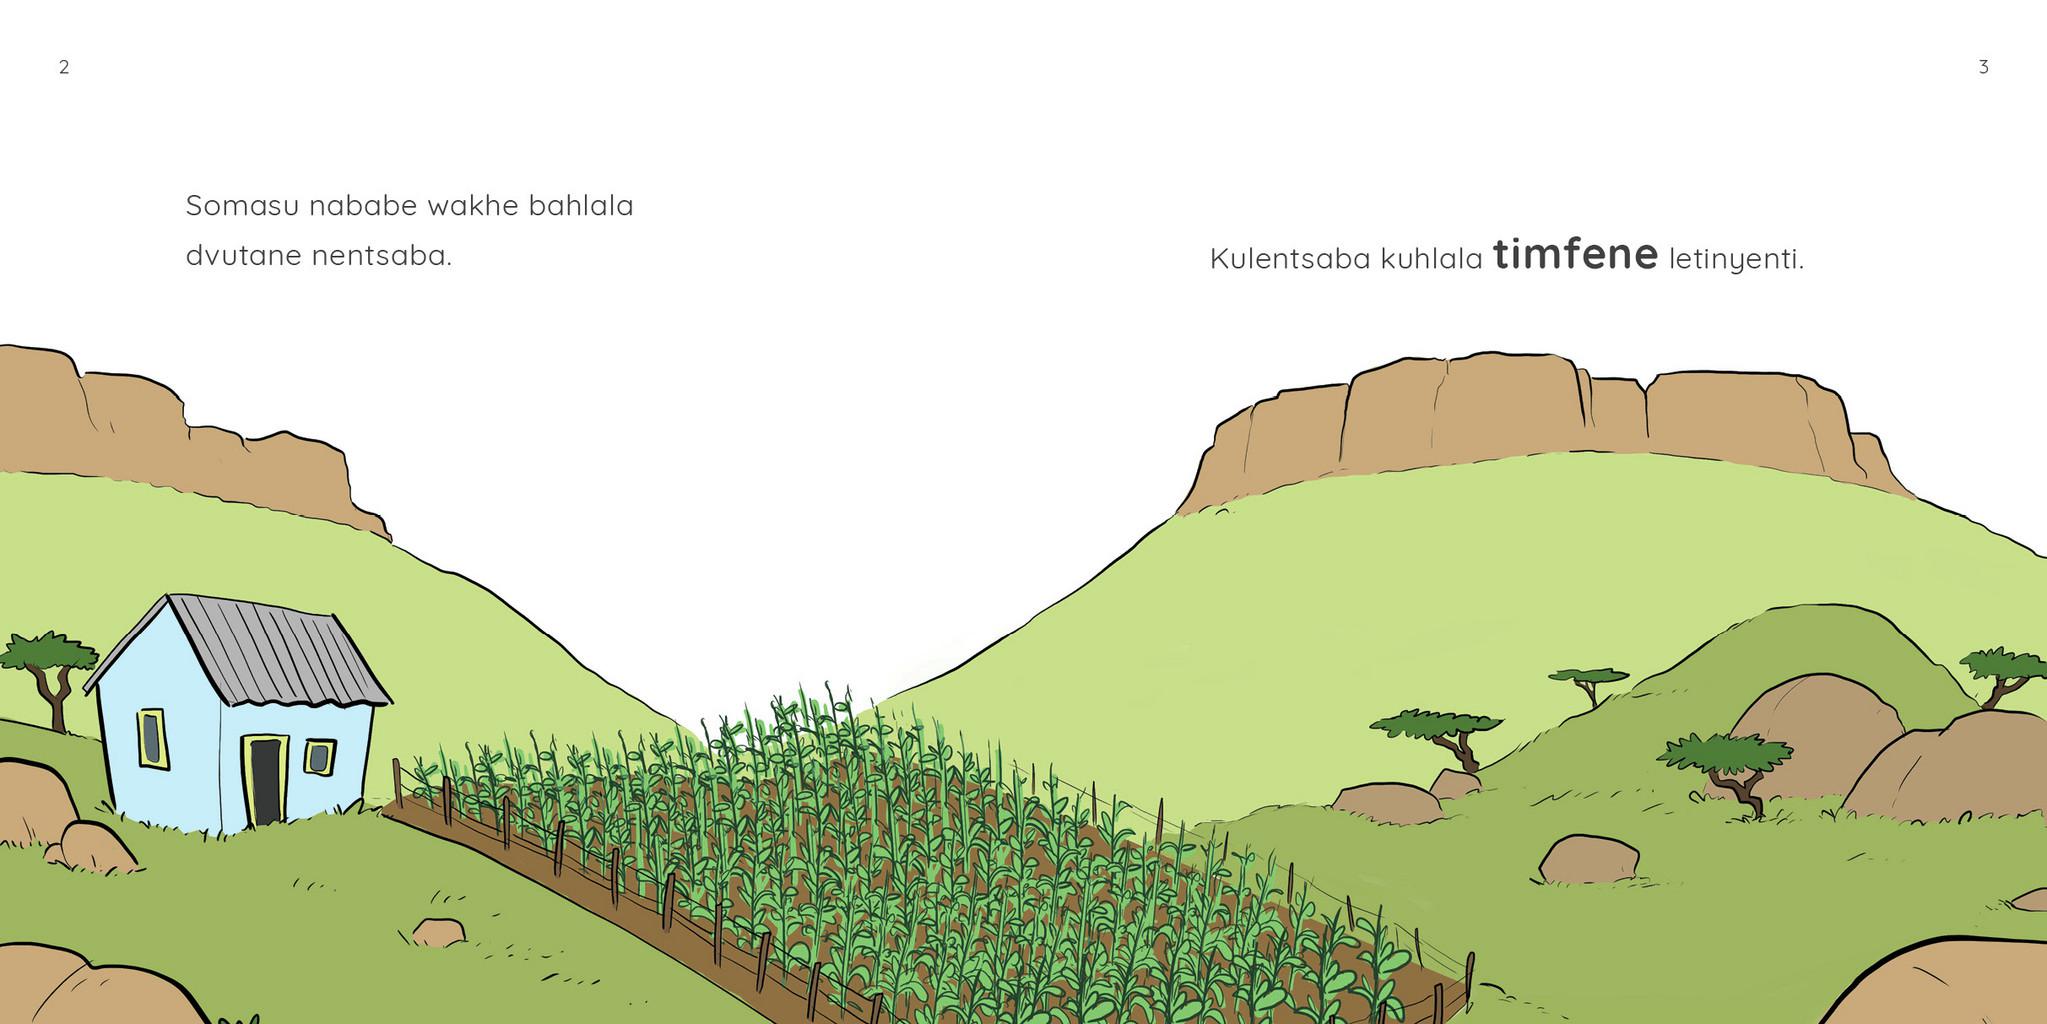 2
3
Somasu nababe wakhe bahlala
dvutane nentsaba.
Kulentsaba kuhlala timfene letinyenti.